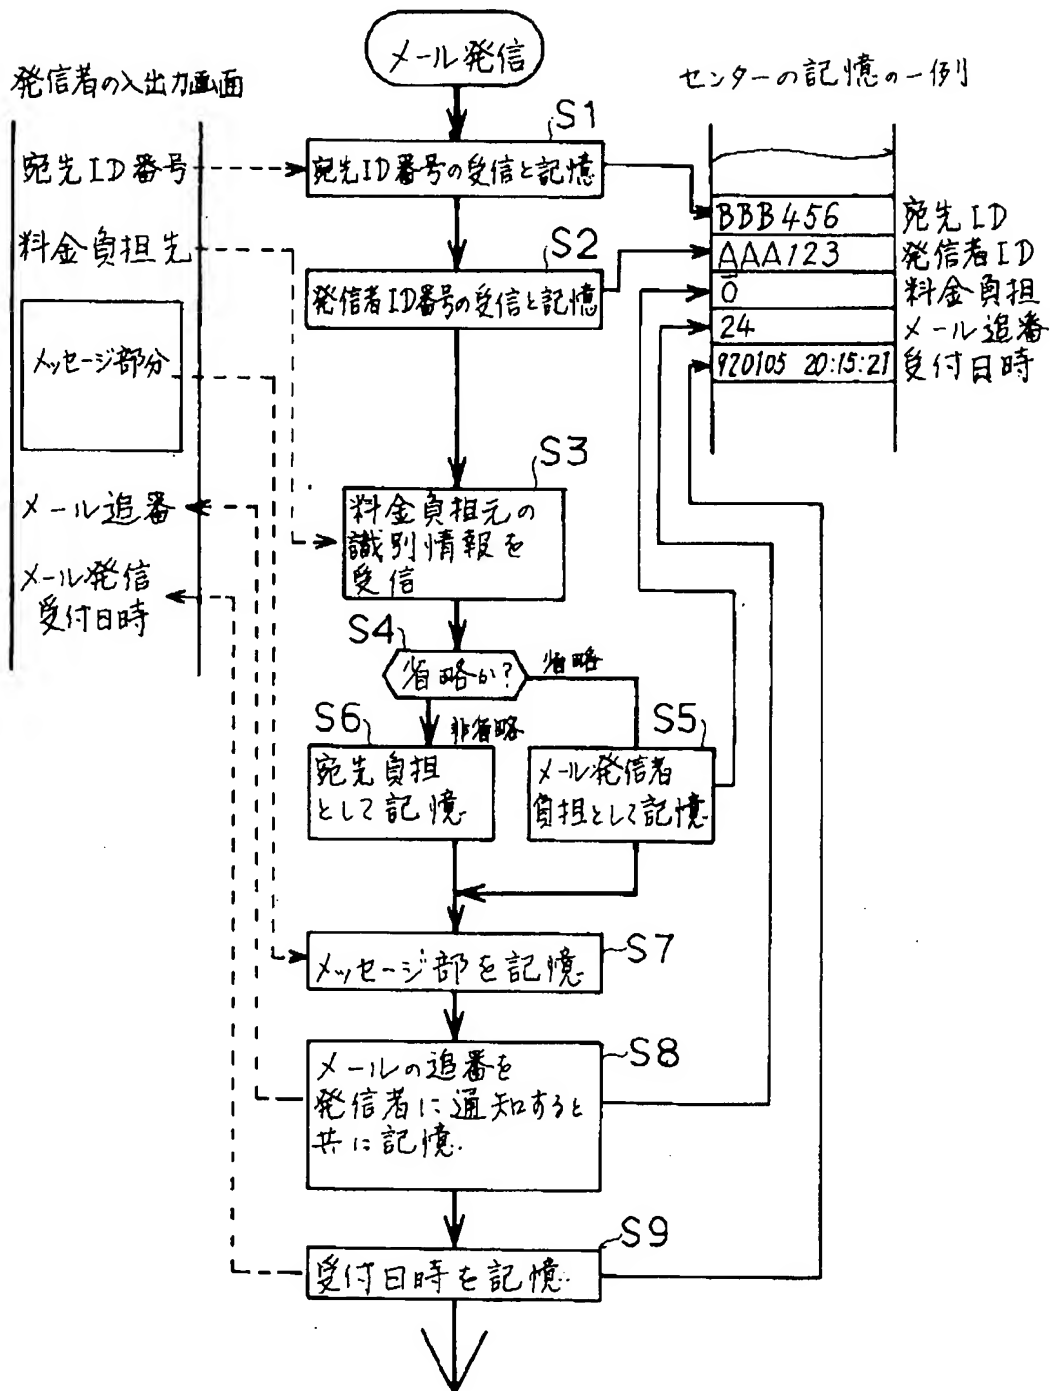 メール発信
発信者の入出力画面
センターの記憶の一例
宛先ID番号
料金負担先
メッセージ部分
メール追番
メール発信
受付日時
S1
宛先ID番号の受信と記憶
S2
発信者ID番号の受信と記憶
S3
料金負担元の
識別情報を
受信
S4
省略か?
省略
非省略
S6
宛先負担
として記憶
S5
メール発信者
負担として記憶
S7
メッセージ部を記憶
S8
メールの追番を
発信者に通知すると
共に記憶
S9
受付日時を記憶
BBB456 宛先ID
AAA123 発信者ID
0 料金負担
24 メール追番
970105 20:15:21 受付日時